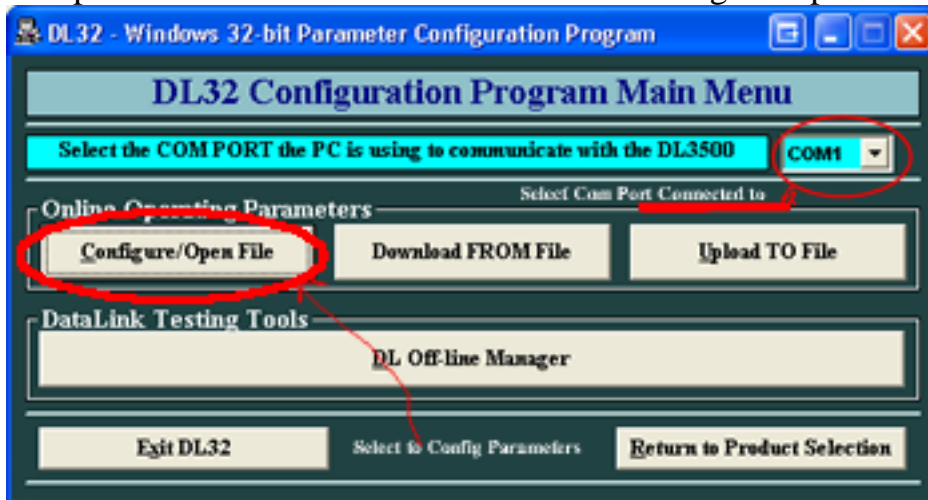 DL32 - Windows 32-bit Parameter Configuration Program
DL32 Configuration Program Main Menu
Select the COM PORT the PC is using to communicate with the DL3500
COM1
Select Com Port Connected to
Online Operating Parameters
Configure/Open File
Download FROM File
Upload TO File
DataLink Testing Tools
DL Off-line Manager
Exit DL32
Select to Config Parameters
Return to Product Selection